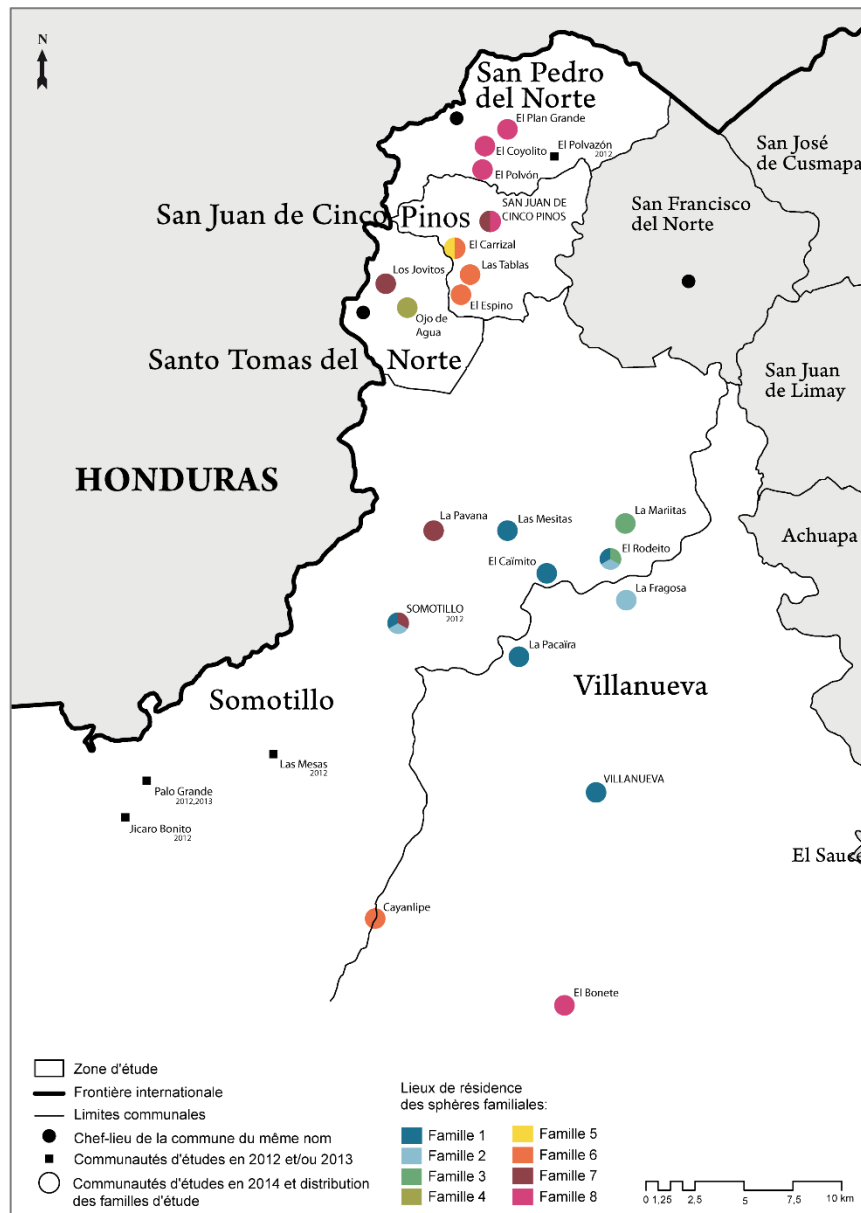 N
San Pedro
del Norte
El Plan Grande
El Coyolito
El Polvazón
2012
El Polvón
San José
de Cusmapa
San Juan de Cinco Pinos
SAN JUAN DE
CINCO PINOS
San Francisco
del Norte
El Carrizal
Las Tablas
Los Jovitos
El Espino
Ojo de
Agua
Santo Tomas del Norte
San Juan
de Limay
HONDURAS
La Pavana
Las Mesitas
La Mariitas
Achuapa
El Rodeito
El Caïmito
La Fragosa
SOMOTILLO
2012
La Pacaïra
Somotillo
Villanueva
Las Mesas
2012
Palo Grande
2012,2013
Jicaro Bonito
2012
VILLANUEVA
El Sauce
Cayanlipe
El Bonete
Zone d'étude
Frontière internationale
Limites communales
Chef-lieu de la commune du même nom
Communautés d'études en 2012 et/ou 2013
Communautés d'études en 2014 et distribution
des familles d'étude
Lieux de résidence
des sphères familiales:
Famille 1
Famille 2
Famille 3
Famille 4
Famille 5
Famille 6
Famille 7
Famille 8
0 1,25 2,5 5 7,5 10 km